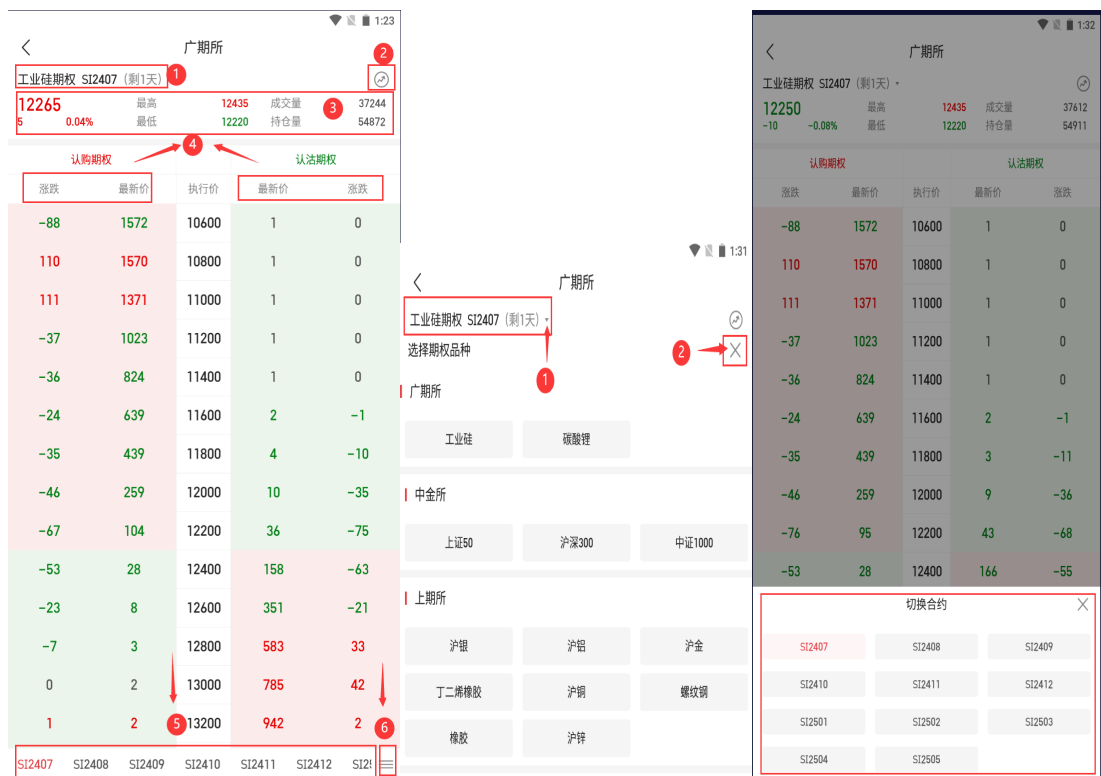 1:23
广期所
2
工业硅期权 SI2407（剩1天） 1
12265 最高 12435 成交量 3 37244
5 0.04% 最低 12220 持仓量 54872
4
认购期权 认沽期权
涨跌 最新价 执行价 最新价 涨跌
-88 1572 10600 1 0
110 1570 10800 1 0
111 1371 11000 1 0
-37 1023 11200 1 0
-36 824 11400 1 0
-24 639 11600 2 -1
-35 439 11800 4 -10
-46 259 12000 10 -35
-67 104 12200 36 -75
-53 28 12400 158 -63
-23 8 12600 351 -21
-7 3 12800 583 33
0 2 13000 785 42
1 2 5 13200 942 2 6
SI2407 SI2408 SI2409 SI2410 SI2411 SI2412
1:31
广期所
工业硅期权 SI2407（剩1天）
选择期权品种 2
1
广期所
工业硅 碳酸锂
中金所
上证50 沪深300 中证1000
上期所
沪银 沪铝 沪金
丁二烯橡胶 沪铜 螺纹钢
橡胶 沪锌
1:32
广期所
工业硅期权 SI2407（剩1天）
12250 最高 12435 成交量 37612
-10 -0.08% 最低 12220 持仓量 54911
认购期权 认沽期权
涨跌 最新价 执行价 最新价 涨跌
-88 1572 10600 1 0
110 1570 10800 1 0
111 1371 11000 1 0
-37 1023 11200 1 0
-36 824 11400 1 0
-24 639 11600 2 -1
-35 439 11800 3 -11
-46 259 12000 9 -36
-76 95 12200 43 -68
-53 28 12400 166 -55
切换合约
SI2407 SI2408 SI2409
SI2410 SI2411 SI2412
SI2501 SI2502 SI2503
SI2504 SI2505